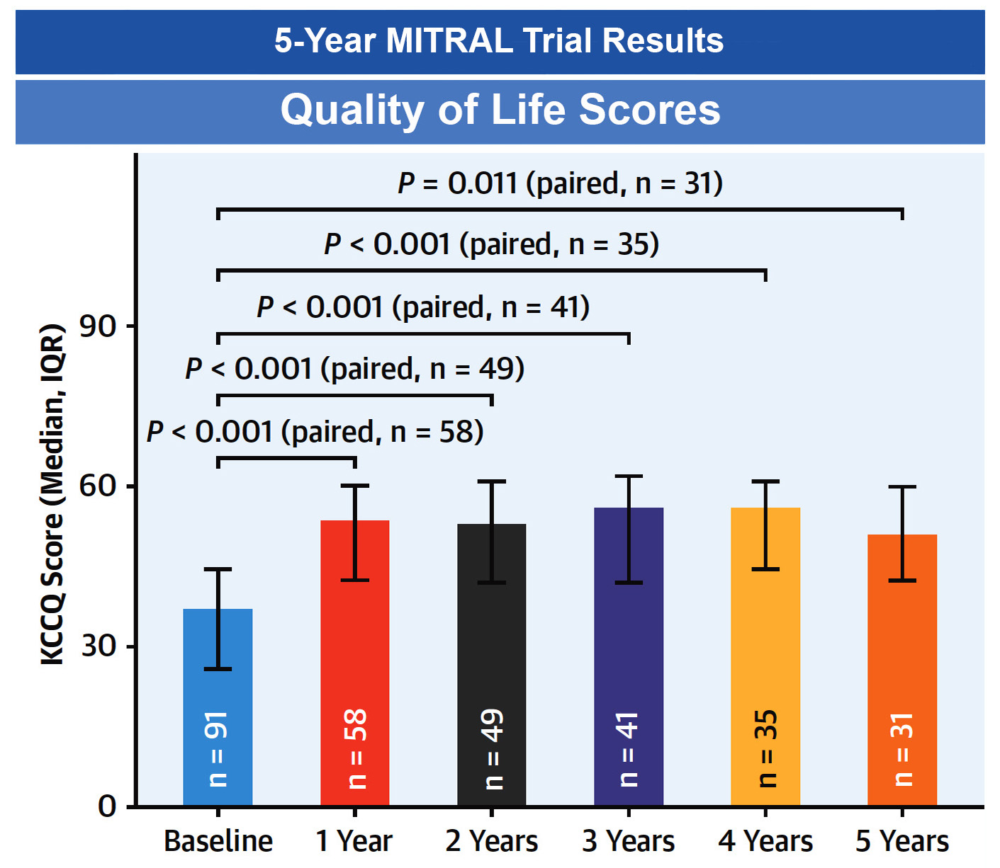 5-Year MITRAL Trial Results
Quality of Life Scores
P = 0.011 (paired, n = 31)
P < 0.001 (paired, n = 35)
P < 0.001 (paired, n = 41)
P < 0.001 (paired, n = 49)
P < 0.001 (paired, n = 58)
KCCQ Score (Median, IQR)
90
60
30
0
n = 91
n = 58
n = 49
n = 41
n = 35
n = 31
Baseline
1 Year
2 Years
3 Years
4 Years
5 Years